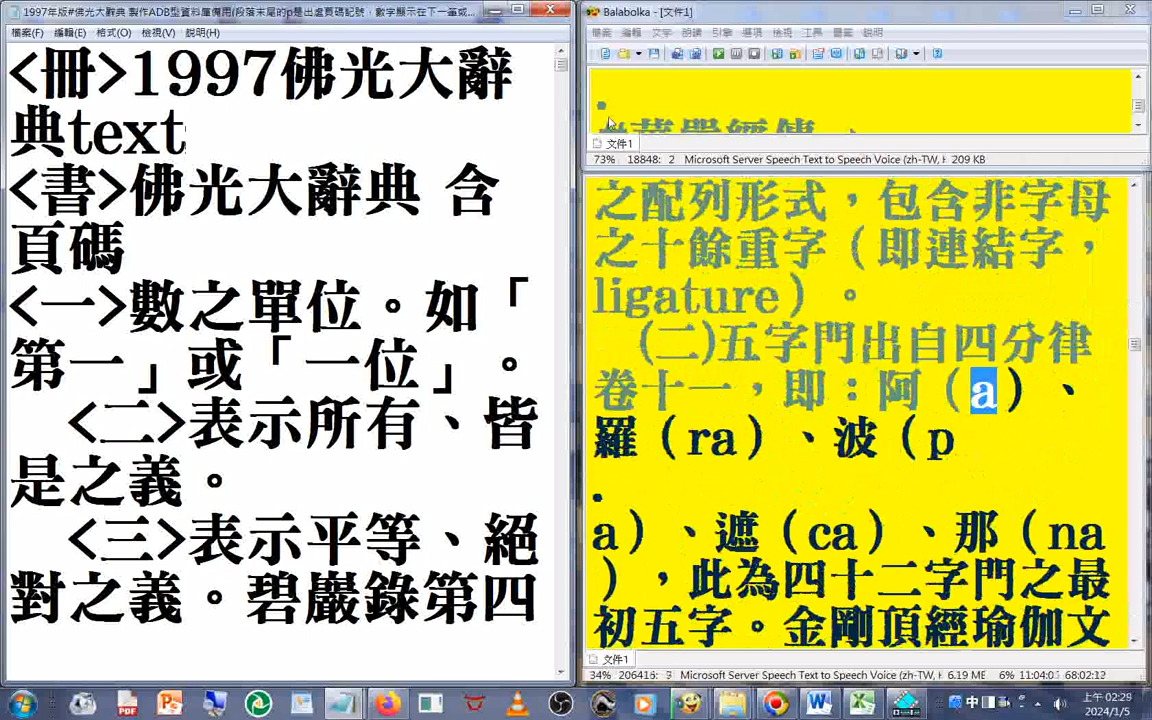 1997年版#佛光大辭典 製作ADB型資料庫備用(段落末尾的p是出處頁碼記號，數字顯示在下一筆或...
檔案(F) 編輯(E) 格式(O) 檢視(V) 說明(H)
<冊>1997佛光大辭
典text
<書>佛光大辭典 含
頁碼
<一>數之單位。如「
第一」或「一位」。
<二>表示所有、皆
是之義。
<三>表示平等、絕
對之義。碧巖錄第四
Balabolka - [文件1]
檔案 編輯 文字 朗讀 引擎 選項 檢視 工具 書籤 說明
.
#華嚴經傳、
文件1
73% 18848: 2 Microsoft Server Speech Text to Speech Voice (zh-TW, H 209 KB
之配列形式，包含非字母
之十餘重字（即連結字，
ligature）。
(二)五字門出自四分律
卷十一，即：阿（a）、
羅（ra）、波（p
.
a）、遮（ca）、那（na
），此為四十二字門之最
初五字。金剛頂經瑜伽文
文件1
34% 206416: 3 Microsoft Server Speech Text to Speech Voice (zh-TW, H 6.19 MB 6% 11:04:01 68:02:12
中
上午 02:29
2024/1/5